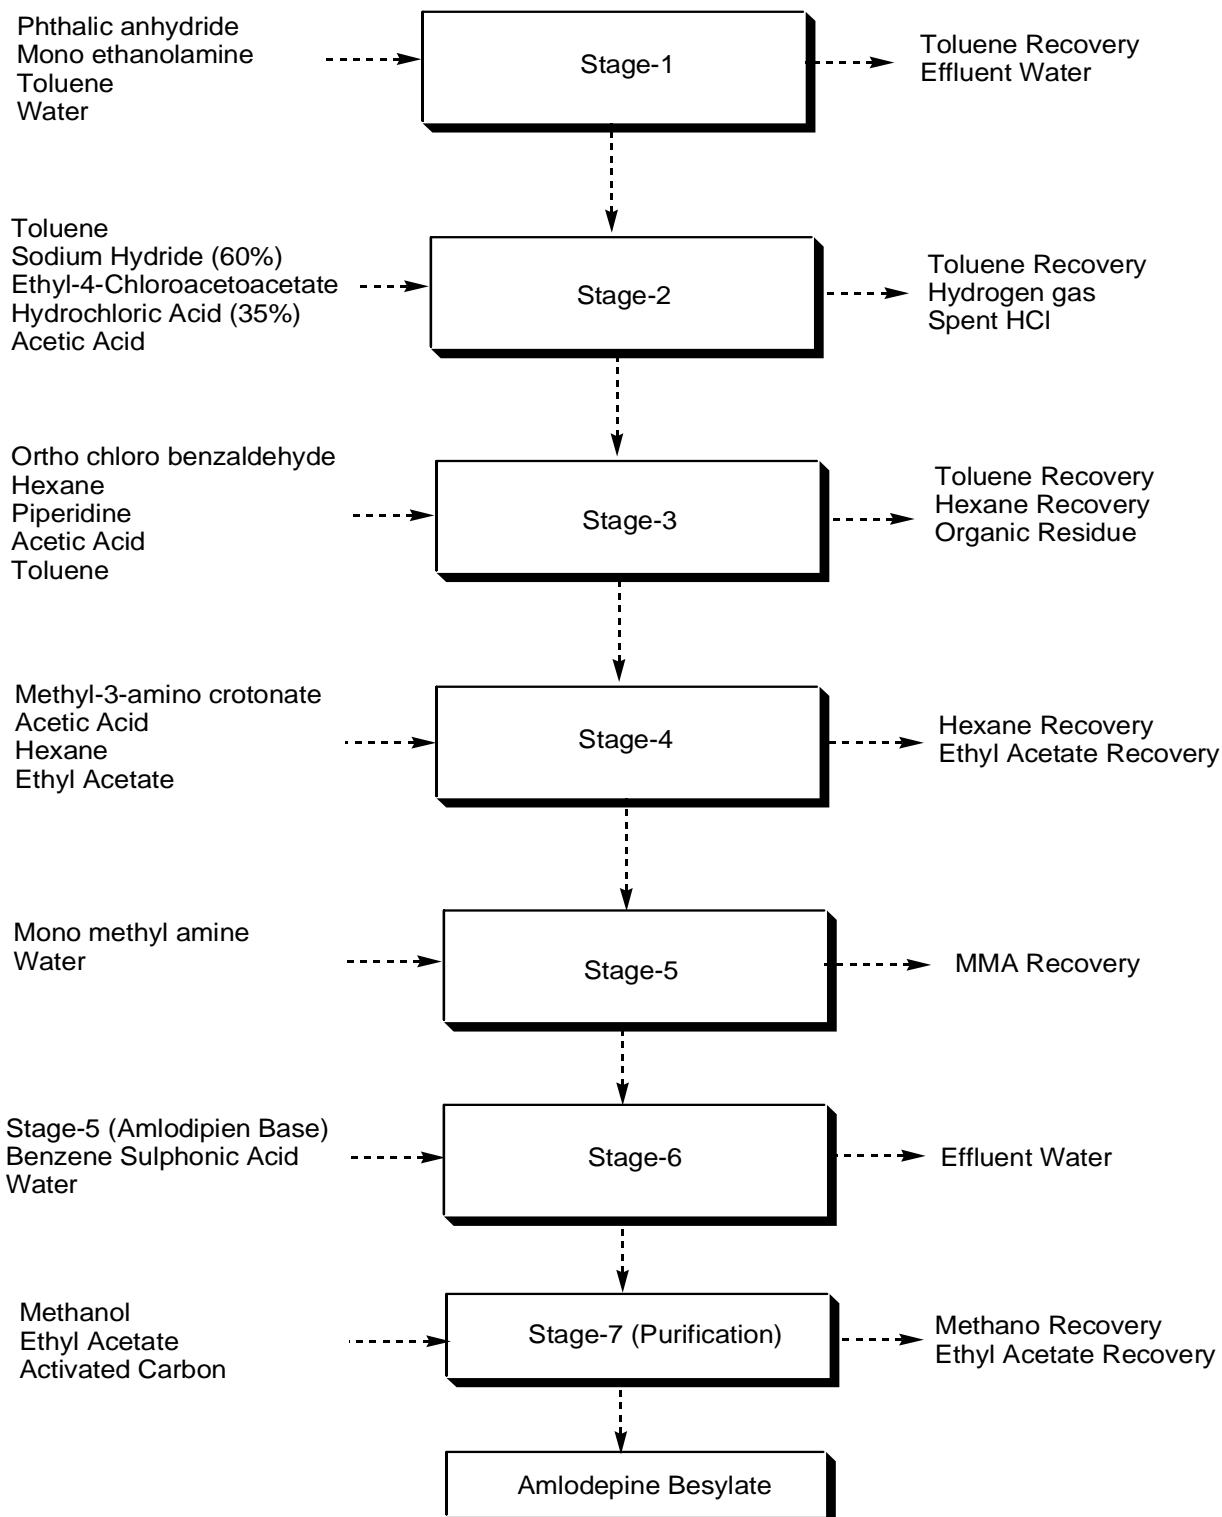 Phthalic anhydride
Mono ethanolamine
Toluene
Water
Stage-1
Toluene Recovery
Effluent Water
Toluene
Sodium Hydride (60%)
Ethyl-4-Chloroacetoacetate
Hydrochloric Acid (35%)
Acetic Acid
Stage-2
Toluene Recovery
Hydrogen gas
Spent HCl
Ortho chloro benzaldehyde
Hexane
Piperidine
Acetic Acid
Toluene
Stage-3
Toluene Recovery
Hexane Recovery
Organic Residue
Methyl-3-amino crotonate
Acetic Acid
Hexane
Ethyl Acetate
Stage-4
Hexane Recovery
Ethyl Acetate Recovery
Mono methyl amine
Water
Stage-5
MMA Recovery
Stage-5 (Amlodipien Base)
Benzene Sulphonic Acid
Water
Stage-6
Effluent Water
Methanol
Ethyl Acetate
Activated Carbon
Stage-7 (Purification)
Methano Recovery
Ethyl Acetate Recovery
Amlodepine Besylate